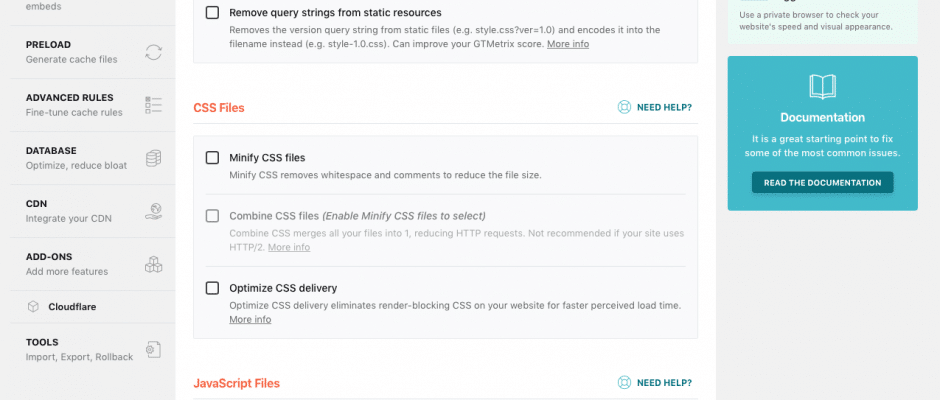 embeds
PRELOAD
Generate cache files
ADVANCED RULES
Fine-tune cache rules
DATABASE
Optimize, reduce bloat
CDN
Integrate your CDN
ADD-ONS
Add more features
Cloudflare
TOOLS
Import, Export, Rollback
Remove query strings from static resources
Removes the version query string from static files (e.g. style.css?ver=1.0) and encodes it into the
filename instead (e.g. style-1.0.css). Can improve your GTMetrix score. More info
CSS Files
NEED HELP?
Minify CSS files
Minify CSS removes whitespace and comments to reduce the file size.
Combine CSS files (Enable Minify CSS files to select)
Combine CSS merges all your files into 1, reducing HTTP requests. Not recommended if your site uses
HTTP/2. More info
Optimize CSS delivery
Optimize CSS delivery eliminates render-blocking CSS on your website for faster perceived load time.
More info
JavaScript Files
NEED HELP?
Use a private browser to check your
website's speed and visual appearance.
Documentation
It is a great starting point to fix
some of the most common issues.
READ THE DOCUMENTATION